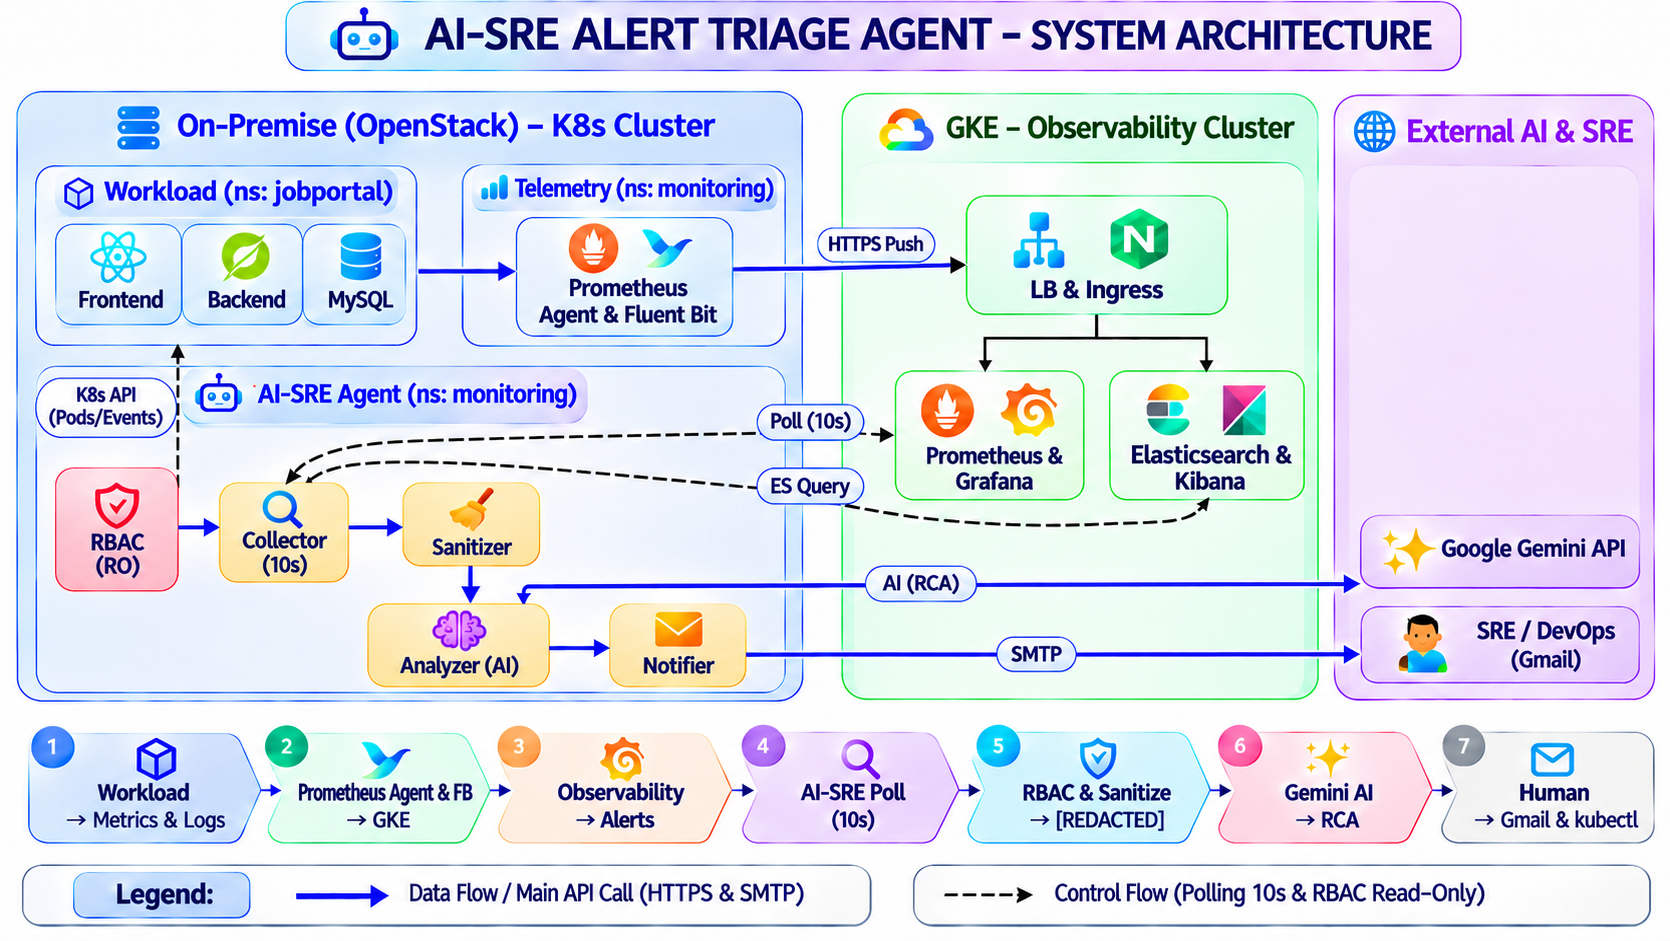 AI-SRE ALERT TRIAGE AGENT – SYSTEM ARCHITECTURE
On-Premise (OpenStack) – K8s Cluster
Workload (ns: jobportal)
Frontend
Backend
MySQL
Telemetry (ns: monitoring)
Prometheus
Agent & Fluent Bit
HTTPS Push
GKE – Observability Cluster
N
LB & Ingress
Prometheus &
Grafana
Elasticsearch &
Kibana
External AI & SRE
K8s API
(Pods/Events)
AI-SRE Agent (ns: monitoring)
Poll (10s)
ES Query
RBAC
(RO)
Collector
(10s)
Sanitizer
Analyzer (AI)
Notifier
AI (RCA)
SMTP
Google Gemini API
SRE / DevOps
(Gmail)
1
Workload
→ Metrics & Logs
2
Prometheus Agent & FB
→ GKE
3
Observability
→ Alerts
4
AI-SRE Poll
(10s)
5
RBAC & Sanitize
→ [REDACTED]
6
Gemini AI
→ RCA
7
Human
→ Gmail & kubectl
Legend:
Data Flow / Main API Call (HTTPS & SMTP)
Control Flow (Polling 10s & RBAC Read-Only)